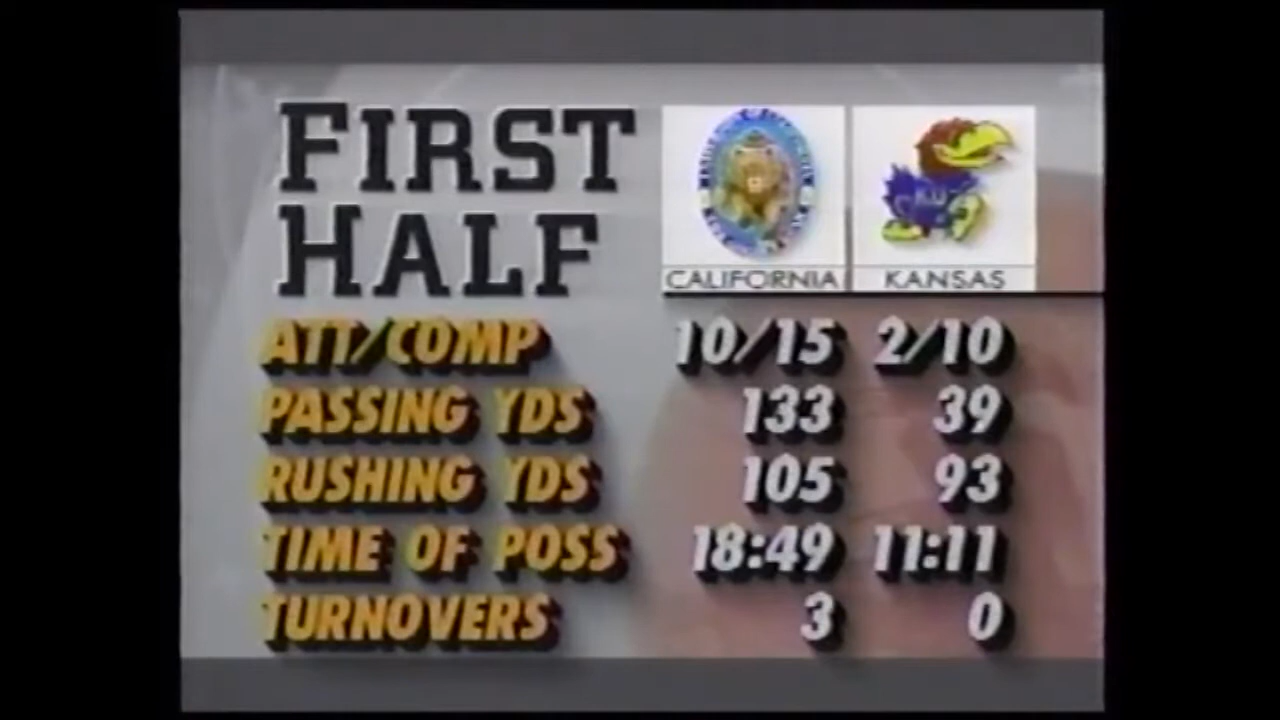 FIRST
HALF
CALIFORNIA KANSAS
KU
ATT/COMP 10/15 2/10
PASSING YDS 133 39
RUSHING YDS 105 93
TIME OF POSS 18:49 11:11
TURNOVERS 3 0